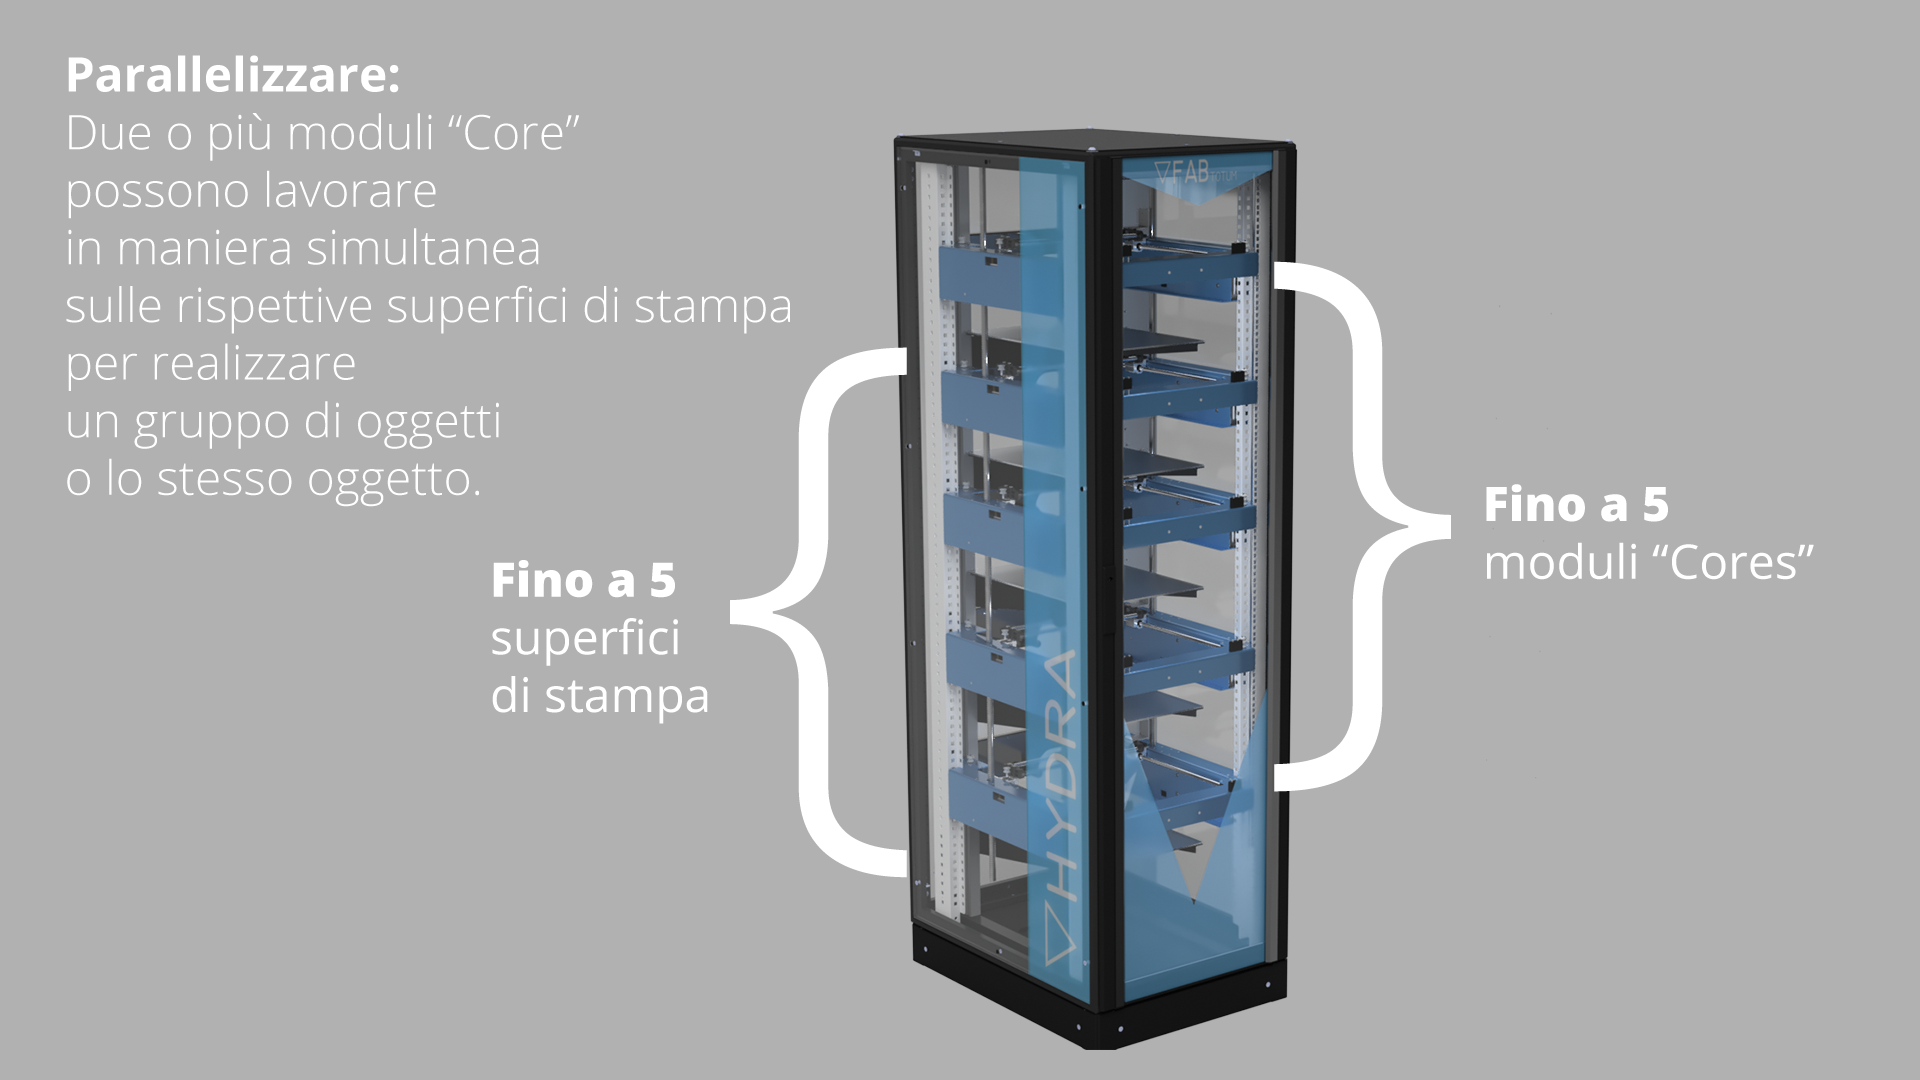 Parallelizzare:
Due o più moduli “Core”
possono lavorare
in maniera simultanea
sulle rispettive superfici di stampa
per realizzare
un gruppo di oggetti
o lo stesso oggetto.
Fino a 5
superfici
di stampa
FABTOTUM
HYDRA
Fino a 5
moduli “Cores”